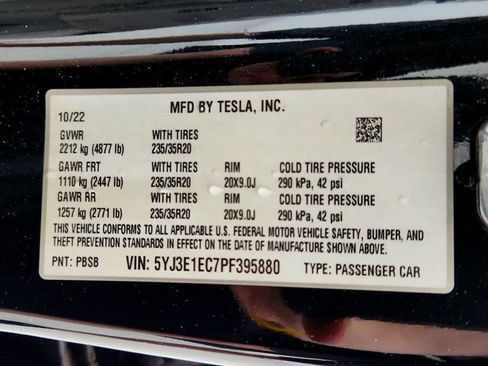 MFD BY TESLA, INC.
10/22
GVWR WITH TIRES
2212 kg (4877 lb) 235/35R20
GAWR FRT WITH TIRES RIM COLD TIRE PRESSURE
1110 kg (2447 lb) 235/35R20 20X9.0J 290 kPa, 42 psi
GAWR RR WITH TIRES RIM COLD TIRE PRESSURE
1257 kg (2771 lb) 235/35R20 20X9.0J 290 kPa, 42 psi
THIS VEHICLE CONFORMS TO ALL APPLICABLE U.S. FEDERAL MOTOR VEHICLE SAFETY, BUMPER,
AND THEFT PREVENTION STANDARDS IN EFFECT ON THE DATE OF MANUFACTURE SHOWN ABOVE.
PNT: PBSB VIN: 5YJ3E1EC7PF395880 TYPE: PASSENGER CAR